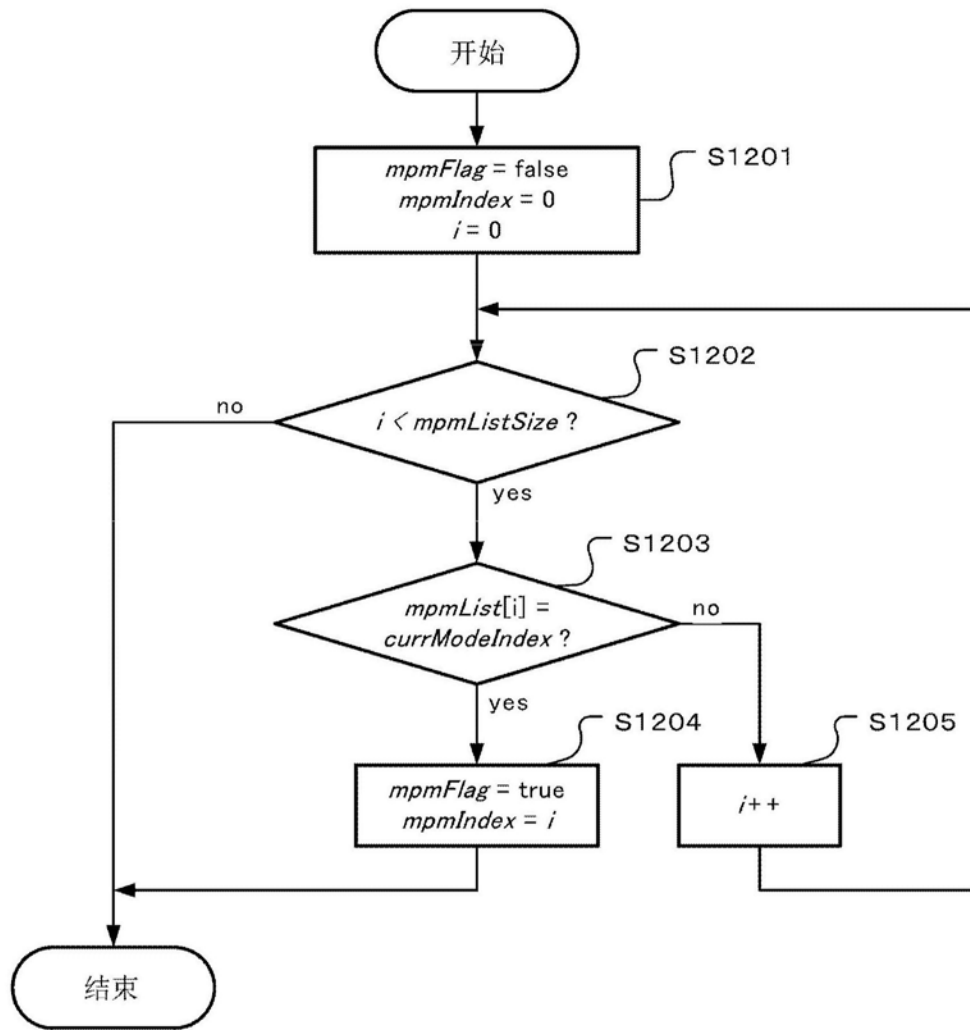 开始
S1201
mpmFlag = false
mpmIndex = 0
i = 0
S1202
no
i < mpmListSize ?
yes
S1203
mpmList[i] =
currModeIndex ?
no
yes
S1204
S1205
mpmFlag = true
mpmIndex = i
i++
结束